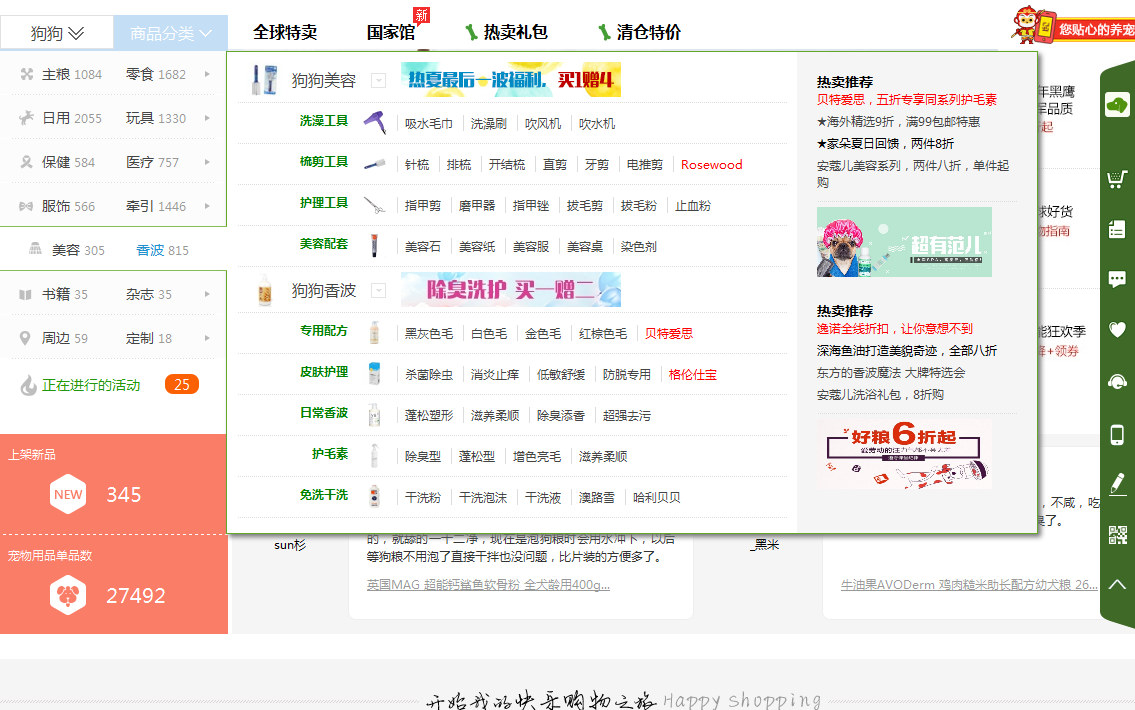 狗狗 商品分类 全球特卖 国家馆 新 热卖礼包 清仓特价
您贴心的养宠
主粮 1084 零食 1682
日用 2055 玩具 1330
保健 584 医疗 757
服饰 566 牵引 1446
美容 305 香波 815
书籍 35 杂志 35
周边 59 定制 18
正在进行的活动 25
上架新品
NEW 345
宠物用品单品数
27492
狗狗美容 热夏最后一波福利，买1赠4
洗澡工具 吸水毛巾 洗澡刷 吹风机 吹水机
梳剪工具 针梳 排梳 开结梳 直剪 牙剪 电推剪 Rosewood
护理工具 指甲剪 磨甲器 指甲锉 拔毛剪 拔毛粉 止血粉
美容配套 美容石 美容纸 美容服 美容桌 染色剂
狗狗香波 除臭洗护 买一赠二
专用配方 黑灰色毛 白色毛 金色毛 红棕色毛 贝特爱思
皮肤护理 杀菌除虫 消炎止痒 低敏舒缓 防脱专用 格伦仕宝
日常香波 蓬松塑形 滋养柔顺 除臭添香 超强去污
护毛素 除臭型 蓬松型 增色亮毛 滋养柔顺
免洗干洗 干洗粉 干洗泡沫 干洗液 澳路雪 哈利贝贝
热卖推荐
贝特爱思，五折专享同系列护毛素
★海外精选9折，满99包邮特惠
★家朵夏日回馈，两件8折
安蔻儿美容系列，两件八折，单件起
购
超有范儿
热卖推荐
逸诺全线折扣，让你意想不到
深海鱼油打造美貌奇迹，全部八折
东方的香波魔法 大牌特选会
安蔻儿洗浴礼包，8折购
好粮6折起
年黑鹰
军品质
起
球好货
物指南
能狂欢季
降+领券
，不咸，吃
臭了。
sun杉
的，就舔的一干二净，现在是泡狗粮时会用水冲下，以后
等狗粮不用泡了直接干拌也没问题，比片装的方便多了。
英国MAG 超能钙鲨鱼软骨粉 全犬龄用400g...
_黑米
牛油果AVODerm 鸡肉糙米助长配方幼犬粮 26...
开始我的快乐购物之旅 Happy shopping